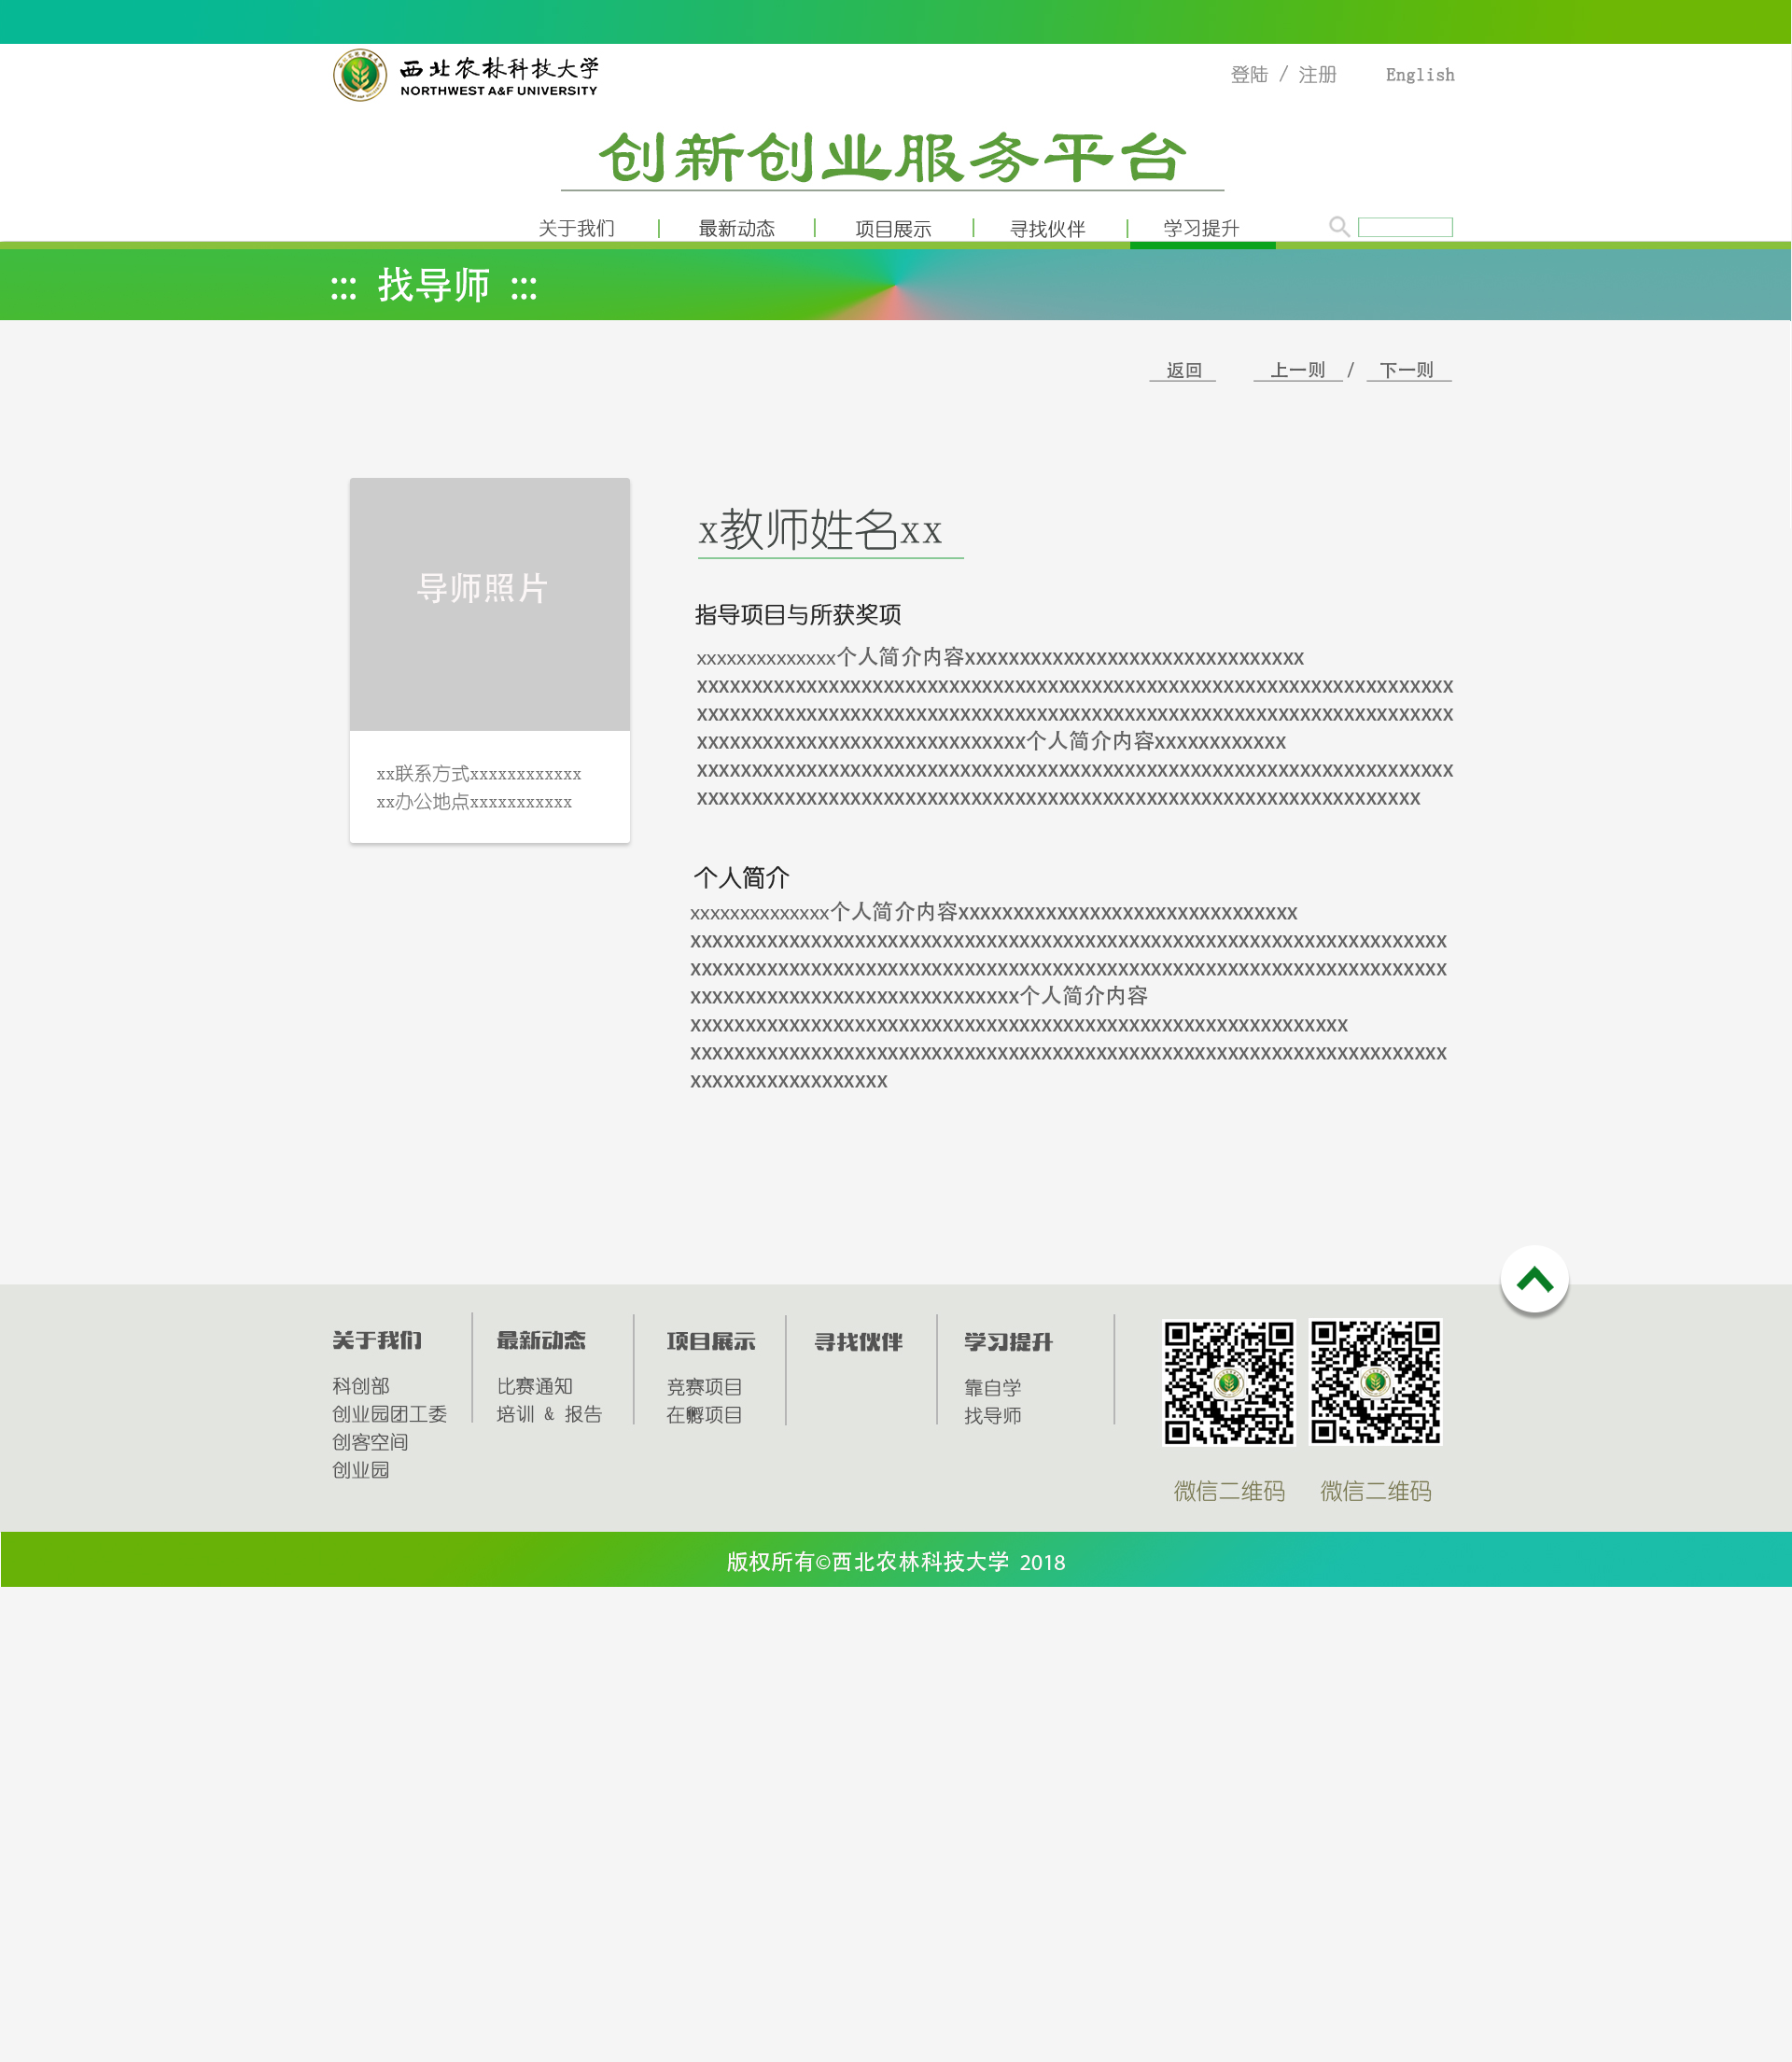 西北农林科技大学
NORTHWEST A&F UNIVERSITY
登陆 / 注册 English
创新创业服务平台
关于我们 最新动态 项目展示 寻找伙伴 学习提升
::: 找导师 :::
返回 上一则 / 下一则
导师照片
xx联系方式xxxxxxxxxxxx
xx办公地点xxxxxxxxxxx
x教师姓名xx
指导项目与所获奖项
xxxxxxxxxxxxxx个人简介内容xxxxxxxxxxxxxxxxxxxxxxxxxxxxxxx
xxxxxxxxxxxxxxxxxxxxxxxxxxxxxxxxxxxxxxxxxxxxxxxxxxxxxxxxxxxxxxxxxxxxx
xxxxxxxxxxxxxxxxxxxxxxxxxxxxxxxxxxxxxxxxxxxxxxxxxxxxxxxxxxxxxxxxxxxxx
xxxxxxxxxxxxxxxxxxxxxxxxxxxxxx个人简介内容xxxxxxxxxxxx
xxxxxxxxxxxxxxxxxxxxxxxxxxxxxxxxxxxxxxxxxxxxxxxxxxxxxxxxxxxxxxxxxxxxx
xxxxxxxxxxxxxxxxxxxxxxxxxxxxxxxxxxxxxxxxxxxxxxxxxxxxxxxxxxxxxxxxxx
个人简介
xxxxxxxxxxxxxx个人简介内容xxxxxxxxxxxxxxxxxxxxxxxxxxxxxxx
xxxxxxxxxxxxxxxxxxxxxxxxxxxxxxxxxxxxxxxxxxxxxxxxxxxxxxxxxxxxxxxxxxxxx
xxxxxxxxxxxxxxxxxxxxxxxxxxxxxxxxxxxxxxxxxxxxxxxxxxxxxxxxxxxxxxxxxxxxx
xxxxxxxxxxxxxxxxxxxxxxxxxxxxxx个人简介内容
xxxxxxxxxxxxxxxxxxxxxxxxxxxxxxxxxxxxxxxxxxxxxxxxxxxxxxxxxxxx
xxxxxxxxxxxxxxxxxxxxxxxxxxxxxxxxxxxxxxxxxxxxxxxxxxxxxxxxxxxxxxxxxxxxx
xxxxxxxxxxxxxxxxxx
关于我们
科创部
创业园团工委
创客空间
创业园
最新动态
比赛通知
培训 & 报告
项目展示
竞赛项目
在孵项目
寻找伙伴
学习提升
靠自学
找导师
微信二维码 微信二维码
版权所有©西北农林科技大学 2018